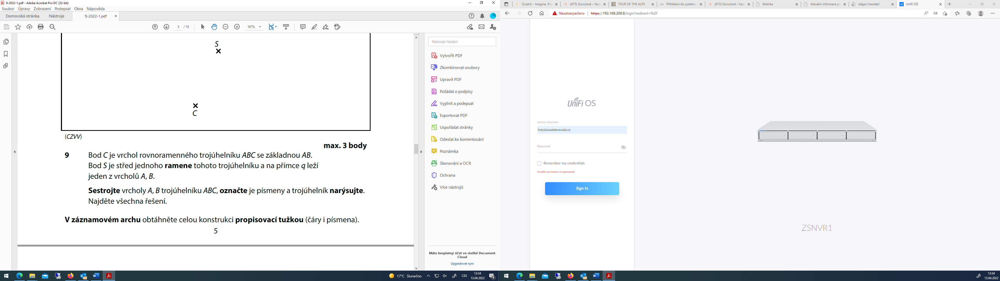 9-2022-1.pdf - Adobe Acrobat Pro DC (32-bit)
Soubor Úpravy Zobrazení Podepsat Okna Nápověda
Domovská stránka Nástroje 9-2022-1.pdf ×
5 / 10 167%
S
C
(CZVV)
max. 3 body
9 Bod C je vrchol rovnoramenného trojúhelníku ABC se základnou AB.
Bod S je střed jednoho ramene tohoto trojúhelníku a na přímce q leží
jeden z vrcholů A, B.
Sestrojte vrcholy A, B trojúhelníku ABC, označte je písmeny a trojúhelník narýsujte.
Najděte všechna řešení.
V záznamovém archu obtáhněte celou konstrukci propisovací tužkou (čáry i písmena).
5
Nástroje hledání
Vytvořit PDF
Zkombinovat soubory
Upravit PDF
Požádat o podpisy
Vyplnit a podepsat
Exportovat PDF
Uspořádat stránky
Odeslat ke komentování
Poznámka
Skenování a OCR
Ochrana
Více nástrojů
Máte bezplatný účet ve službě Document
Cloud
Upgradovat nyní
17°C Slunečno CES 13:34
13.04.2022
4
Scratch - Imagine, Pro
(475) Doručené – Sezn
TOUR OF THE ALPS
Přihlášení do systému
(473) Doručené – Sezn
Matrika
Aktuální informace pr
edge://newtab/
UniFi OS
Nezabezpečeno https://192.168.200.8/login?redirect=%2F
UniFi OS
Email or Username
holy@zsodolenavoda.cz
Password
Remember my credentials
Invalid username or password
Sign In
ZSNVR1
13:34
13.04.2022